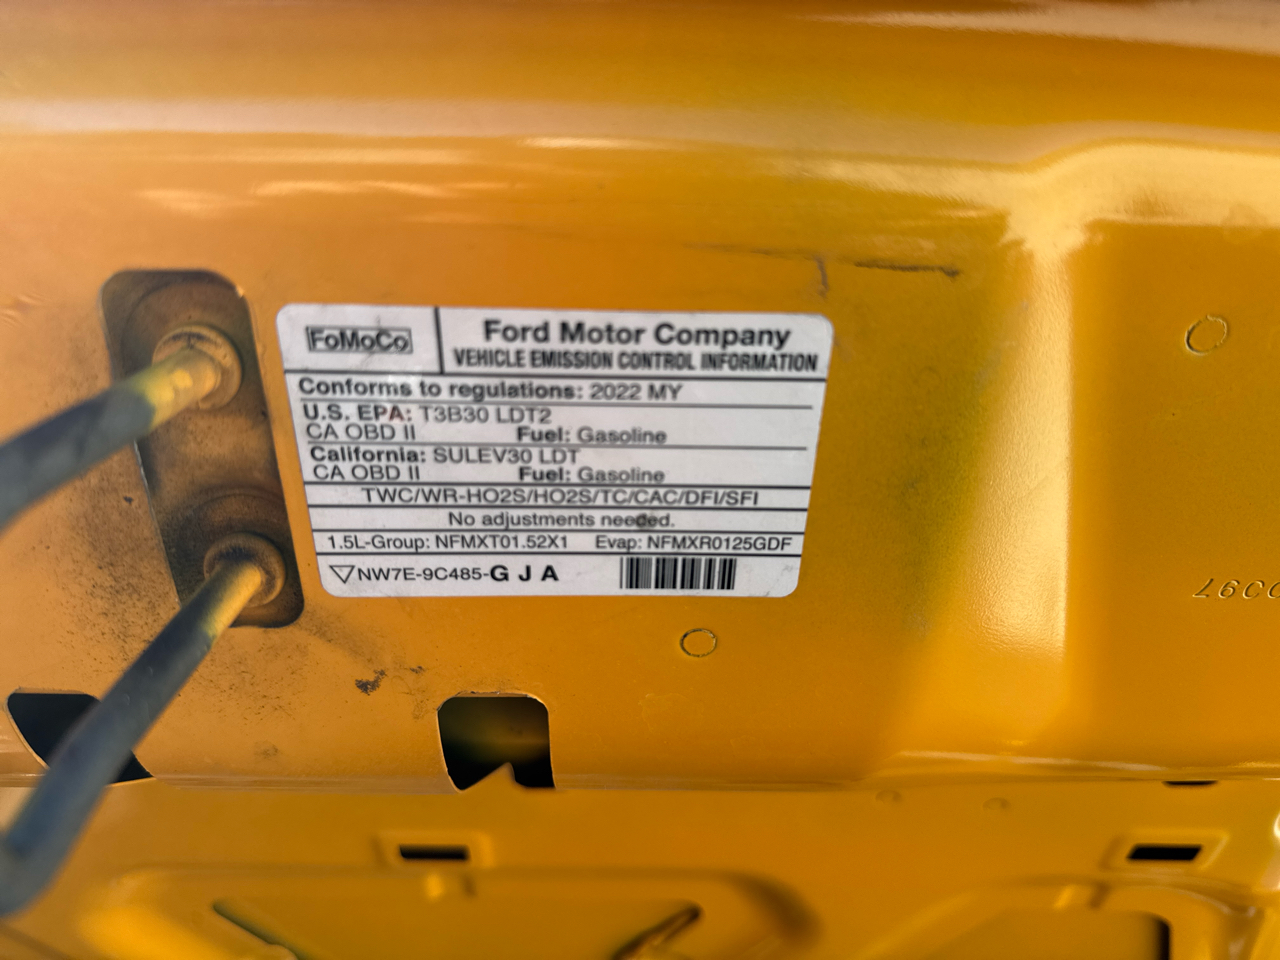 FoMoCo
Ford Motor Company
VEHICLE EMISSION CONTROL INFORMATION
Conforms to regulations: 2022 MY
U.S. EPA: T3B30 LDT2
CA OBD II Fuel: Gasoline
California: SULEV30 LDT
CA OBD II Fuel: Gasoline
TWC/WR-HO2S/HO2S/TC/CAC/DFI/SFI
No adjustments needed.
1.5L-Group: NFMXT01.52X1 Evap: NFMXR0125GDF
NW7E-9C485-G J A